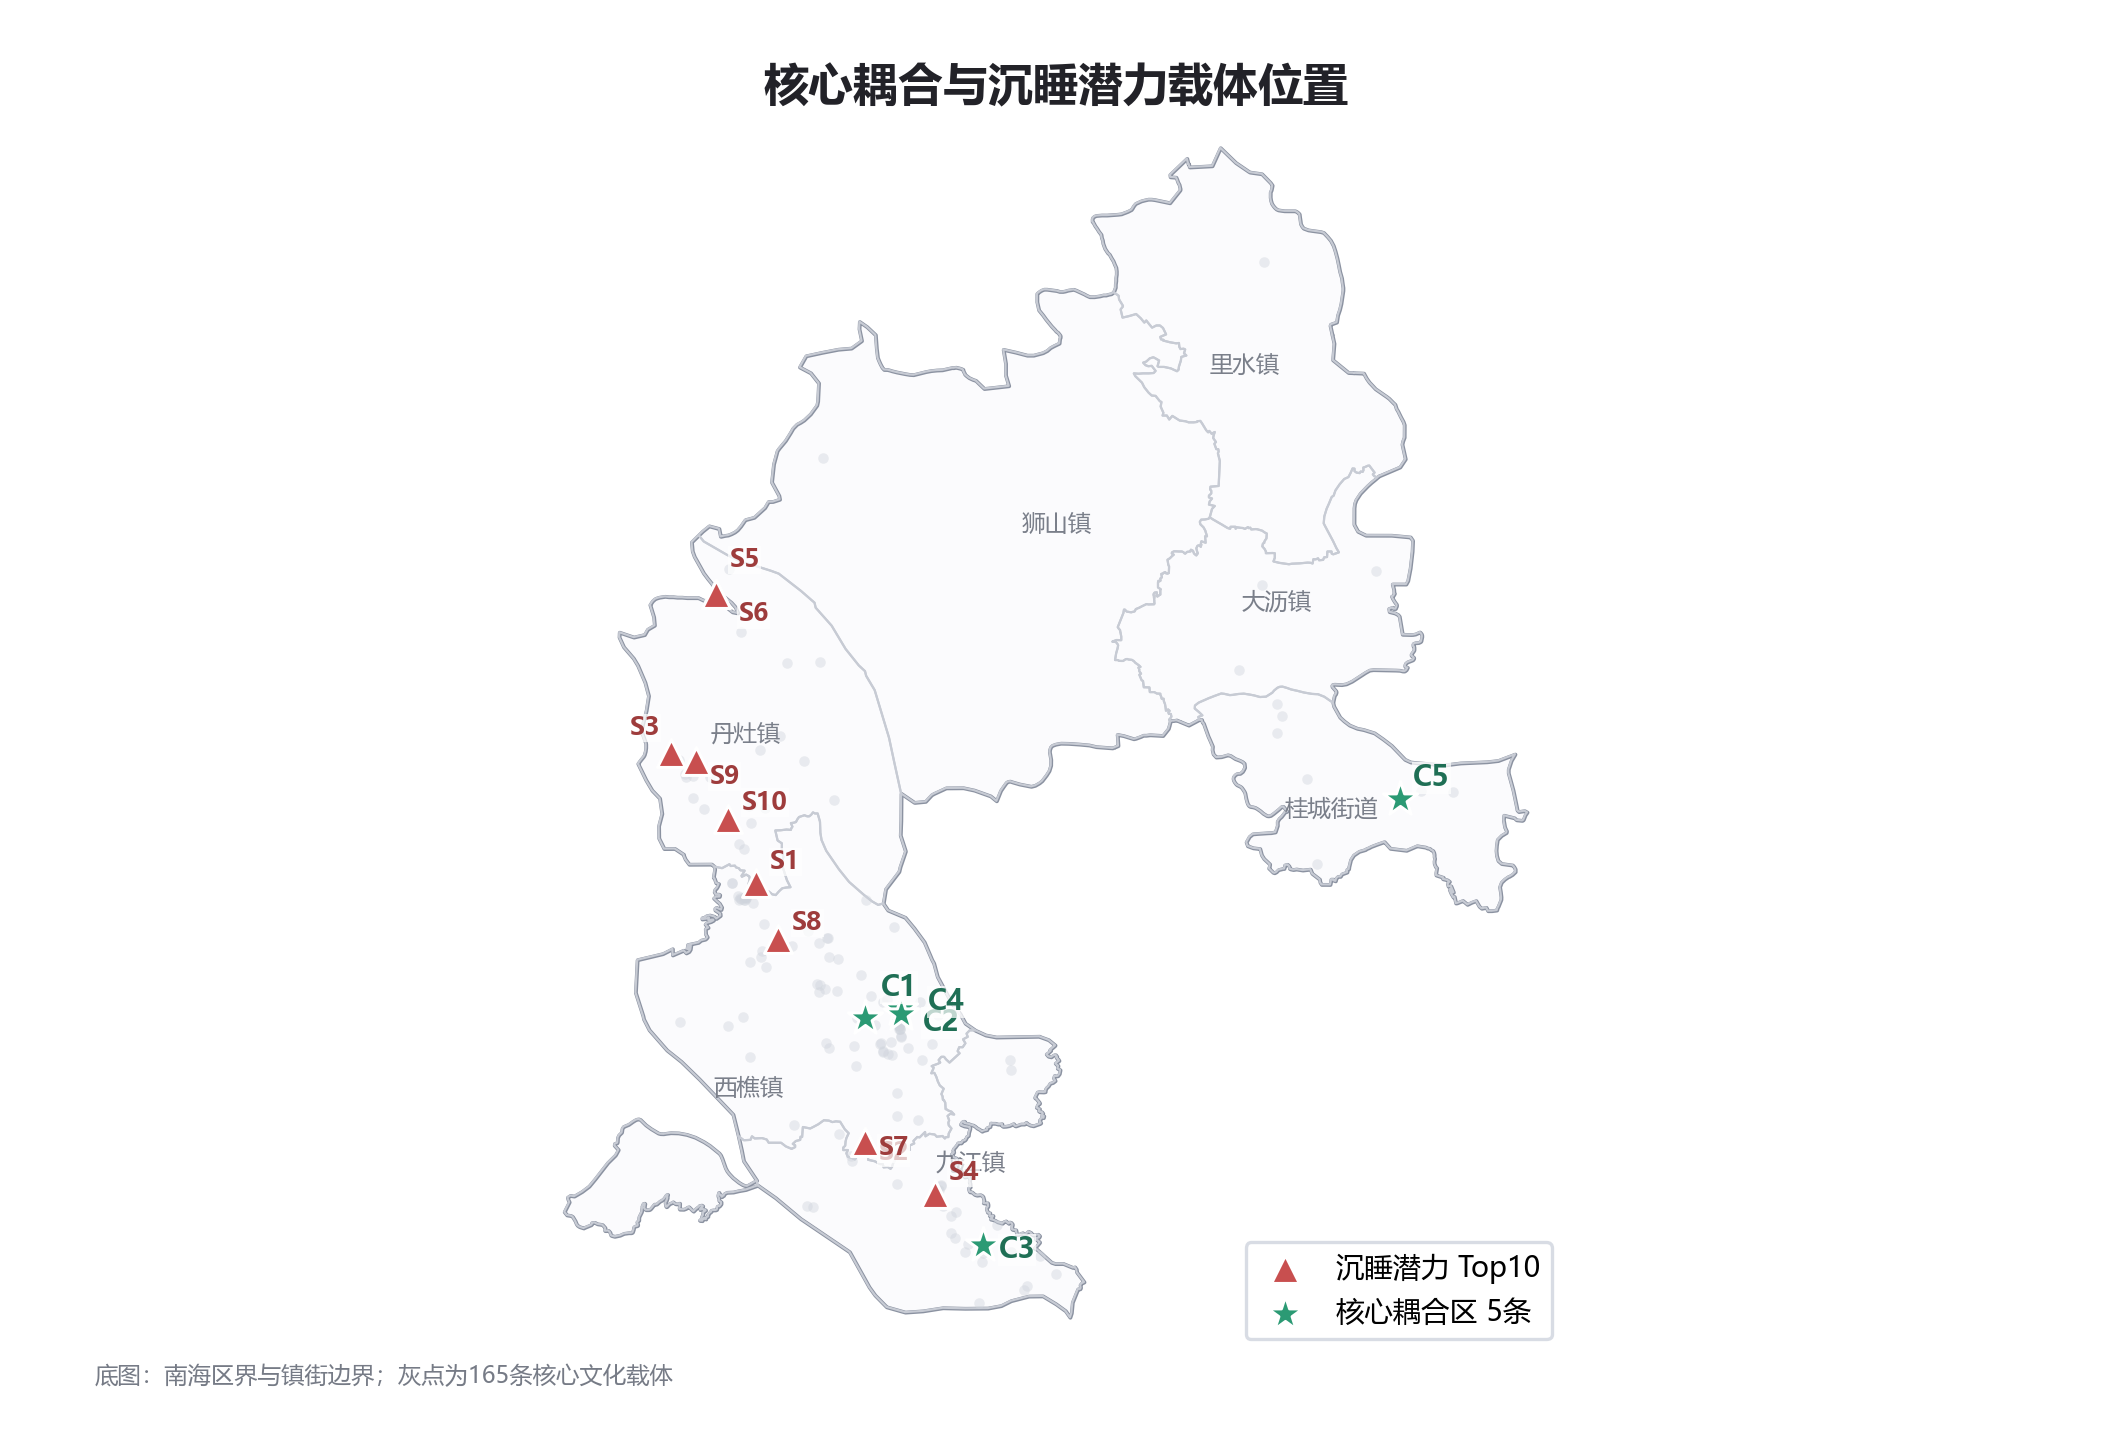 核心耦合与沉睡潜力载体位置
里水镇
狮山镇
S5
大沥镇
S6
S3
丹灶镇
S9
C5
S10
桂城街道
S1
S8
C1
C4
C2
西樵镇
S7
S2
九江镇
S4
C3
沉睡潜力 Top10
核心耦合区 5条
底图：南海区界与镇街边界；灰点为165条核心文化载体